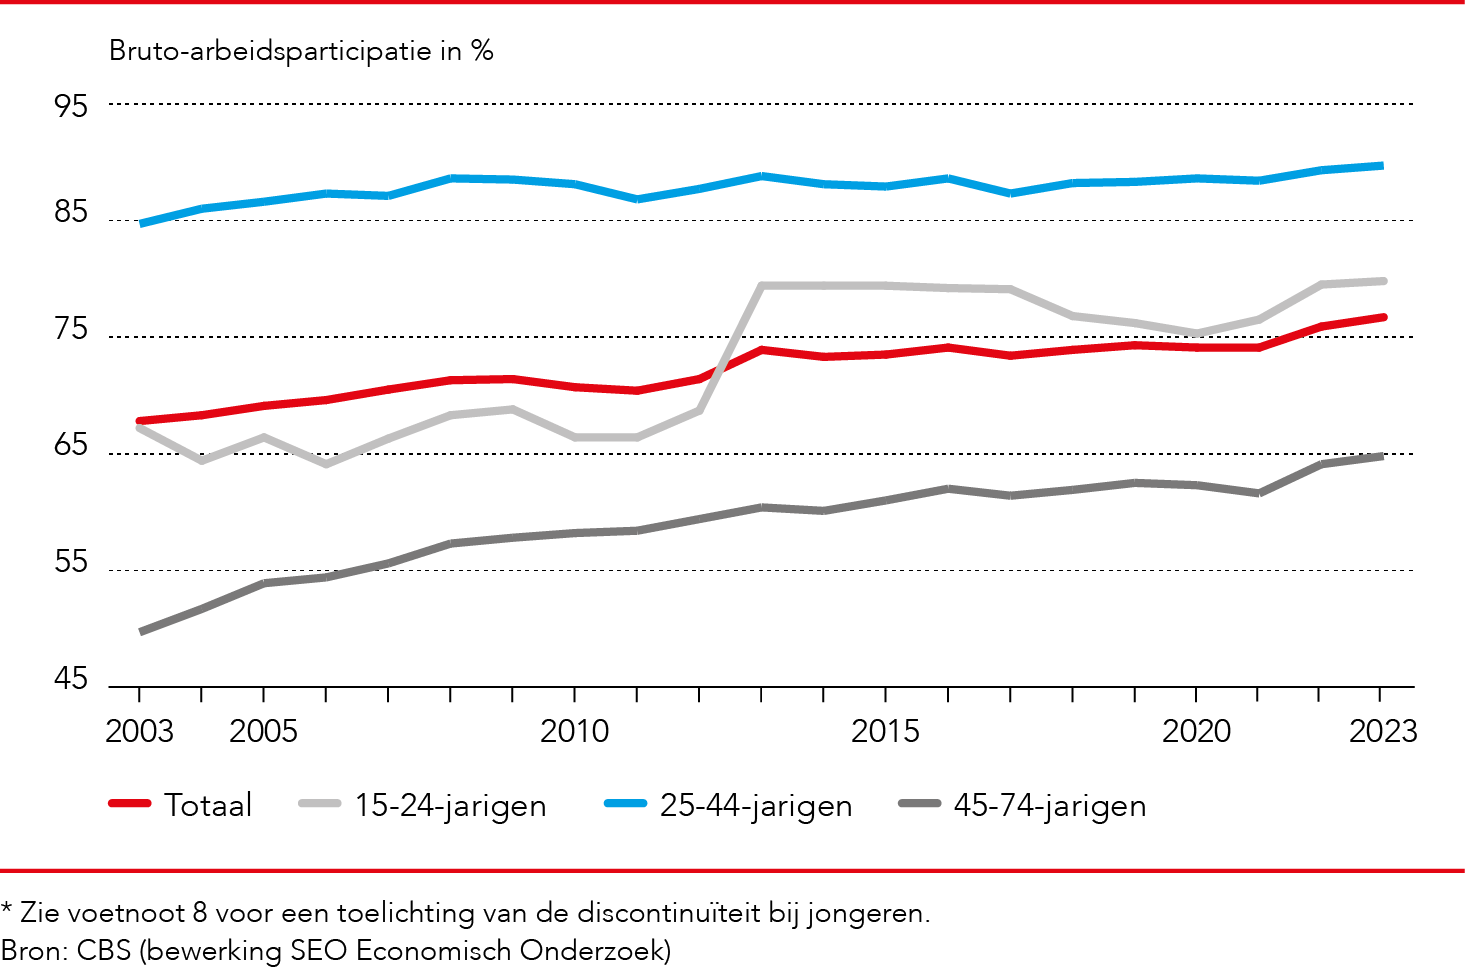 Bruto-arbeidsparticipatie in %
95
85
75
65
55
45
2003 2005 2010 2015 2020 2023
Totaal 15-24-jarigen 25-44-jarigen 45-74-jarigen
* Zie voetnoot 8 voor een toelichting van de discontinuïteit bij jongeren.
Bron: CBS (bewerking SEO Economisch Onderzoek)